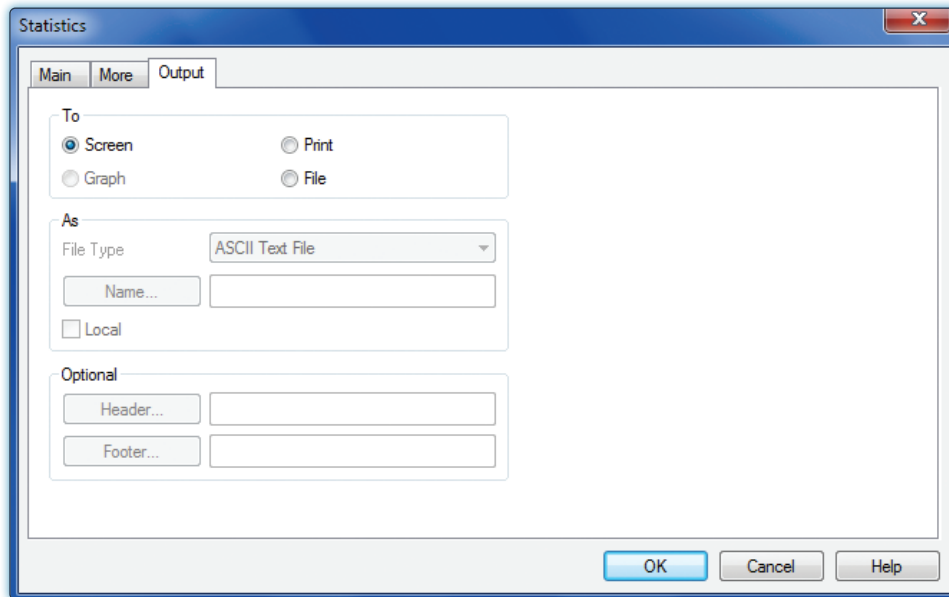 Statistics
Main More Output
To
Screen Print
Graph File
As
File Type ASCII Text File
Name...
Local
Optional
Header...
Footer...
OK Cancel Help